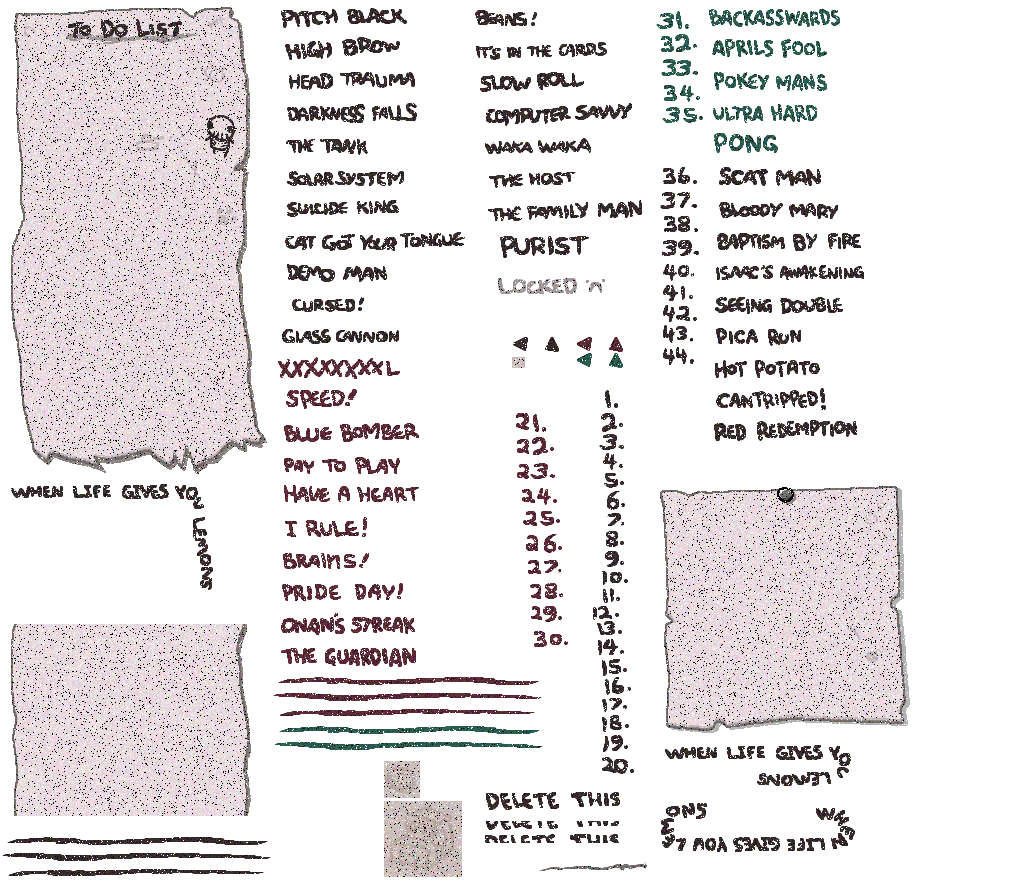 To Do List
PITCH BLACK
HIGH BROW
HEAD TRAUMA
DARKNESS FALLS
THE TANK
SOLAR SYSTEM
SUICIDE KING
CAT GOT YOUR TONGUE
DEMO MAN
CURSED!
GLASS CANNON
XXXXXXXXL
SPEED!
BLUE BOMBER
PAY TO PLAY
HAVE A HEART
I RULE!
BRAINS!
PRIDE DAY!
ONAN'S STREAK
THE GUARDIAN
BEANS!
IT'S IN THE CARDS
SLOW ROLL
COMPUTER SAVVY
WAKA WAKA
THE HOST
THE FAMILY MAN
PURIST
LOCKED 'N'
21.
22.
23.
24.
25.
26.
27.
28.
29.
30.
1.
2.
3.
4.
5.
6.
7.
8.
9.
10.
11.
12.
13.
14.
15.
16.
17.
18.
19.
20.
31.
32.
33.
34.
35.
36.
37.
38.
39.
40.
41.
42.
43.
44.
BACKASSWARDS
APRILS FOOL
POKEY MANS
ULTRA HARD
PONG
SCAT MAN
BLOODY MARY
BAPTISM BY FIRE
ISAAC'S AWAKENING
SEEING DOUBLE
PICA RUN
HOT POTATO
CANTRIPPED!
RED REDEMPTION
WHEN LIFE GIVES YOU LEMONS
WHEN LIFE GIVES YOU LEMONS
WHEN LIFE GIVES YOU LEMONS
DELETE THIS
DELETE THIS
DELETE THIS